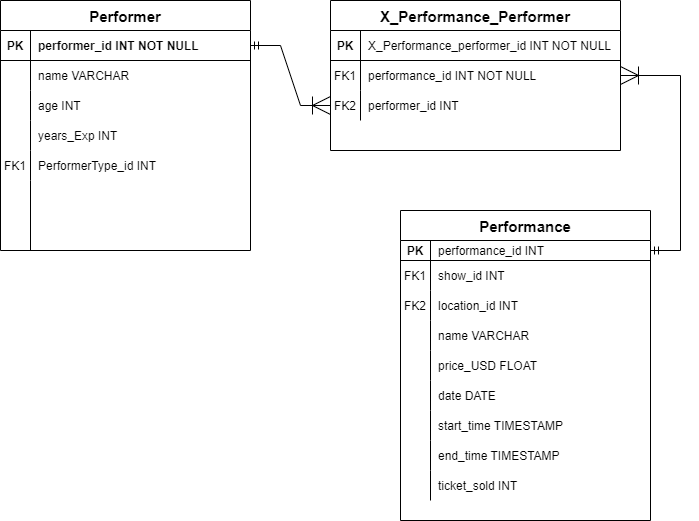 Performer
PK performer_id INT NOT NULL
name VARCHAR
age INT
years_Exp INT
FK1 PerformerType_id INT
X_Performance_Performer
PK X_Performance_performer_id INT NOT NULL
FK1 performance_id INT NOT NULL
FK2 performer_id INT
Performance
PK performance_id INT
FK1 show_id INT
FK2 location_id INT
name VARCHAR
price_USD FLOAT
date DATE
start_time TIMESTAMP
end_time TIMESTAMP
ticket_sold INT